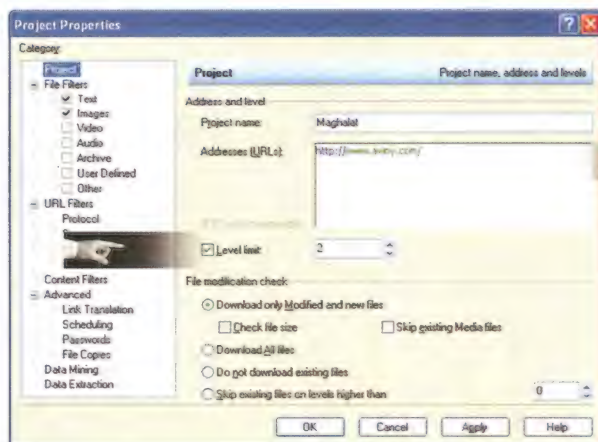 Project Properties
Category:
Project
File Filters
Text
Images
Video
Audio
Archive
User Defined
Other
URL Filters
Protocol
Content Filters
Advanced
Link Translation
Scheduling
Passwords
File Copies
Data Mining
Data Extraction
Project Project name, address and levels
Address and level
Project name: Maghalat
Addresses (URLs):
Level limit: 2
File modification check
Download only Modified and new files
Check file size Skip existing Media files
Download All files
Do not download existing files
Skip existing files on levels higher than 0
OK Cancel Apply Help